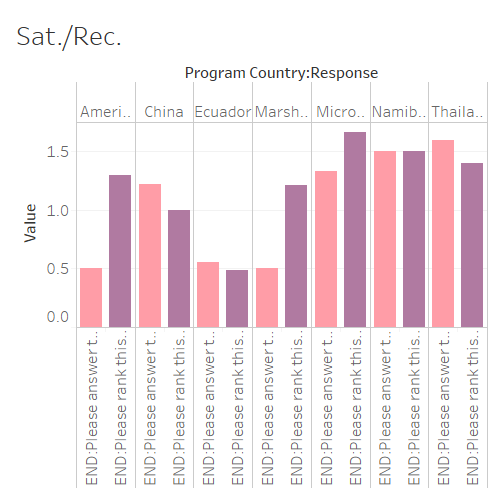 Sat./Rec.
Program Country:Response
Ameri.. China Ecuador Marsh.. Micro.. Namib.. Thaila..
Value
1.5
1.0
0.5
0.0
END:Please answer t..
END:Please rank this..
END:Please answer t..
END:Please rank this..
END:Please answer t..
END:Please rank this..
END:Please answer t..
END:Please rank this..
END:Please answer t..
END:Please rank this..
END:Please answer t..
END:Please rank this..
END:Please answer t..
END:Please rank this..